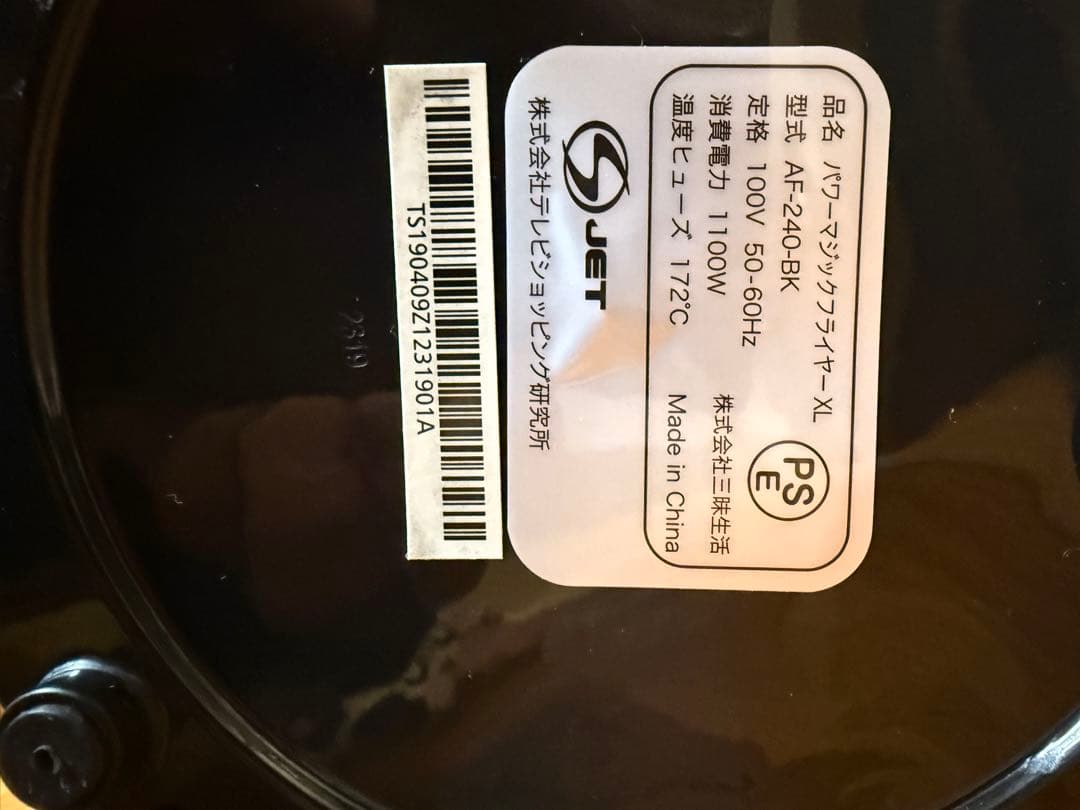 品名 パワーマジックフライヤーXL
型式 AF-240-BK
定格 100V 50-60Hz
消費電力 1100W
温度ヒューズ 172℃
PS
E
株式会社三昧生活
Made in China
JET
株式会社テレビショッピング研究所
TS190409Z1231901A
2319